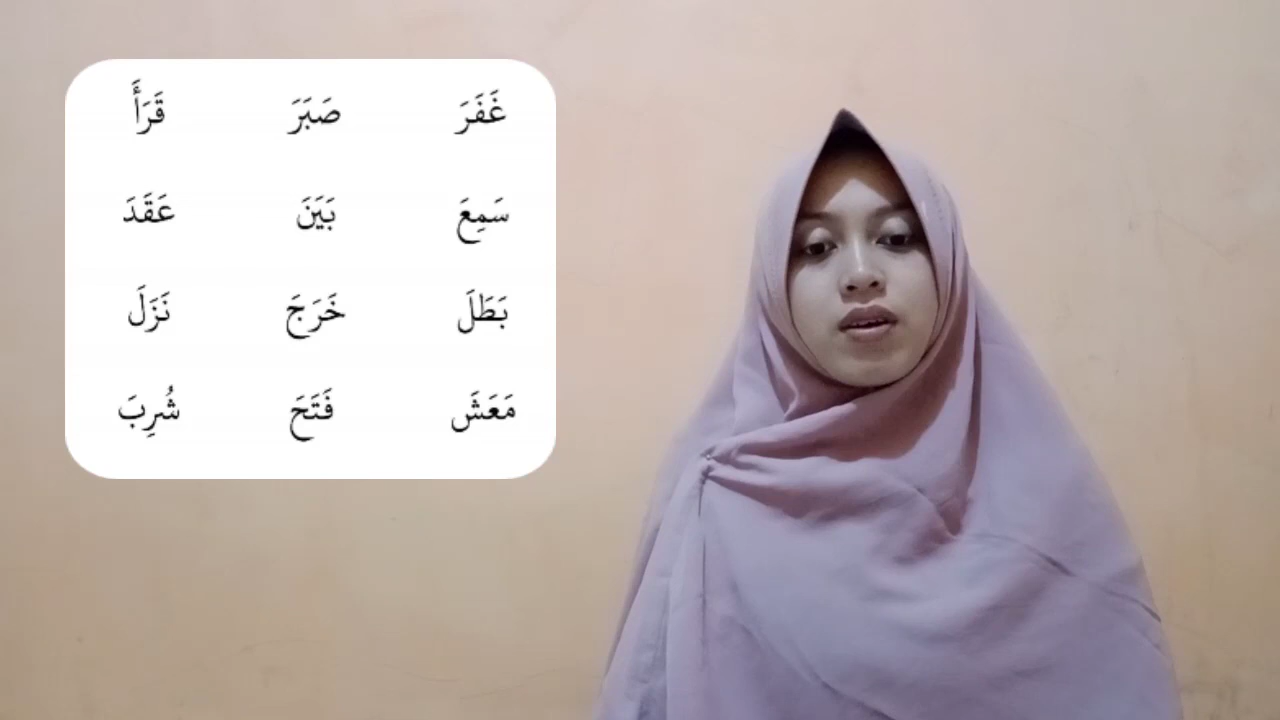 غَفَرَ صَبَرَ قَرَأَ
سَمِعَ بَيَنَ عَقَدَ
بَطَلَ خَرَجَ نَزَلَ
مَعَشَ فَتَحَ شُرِبَ